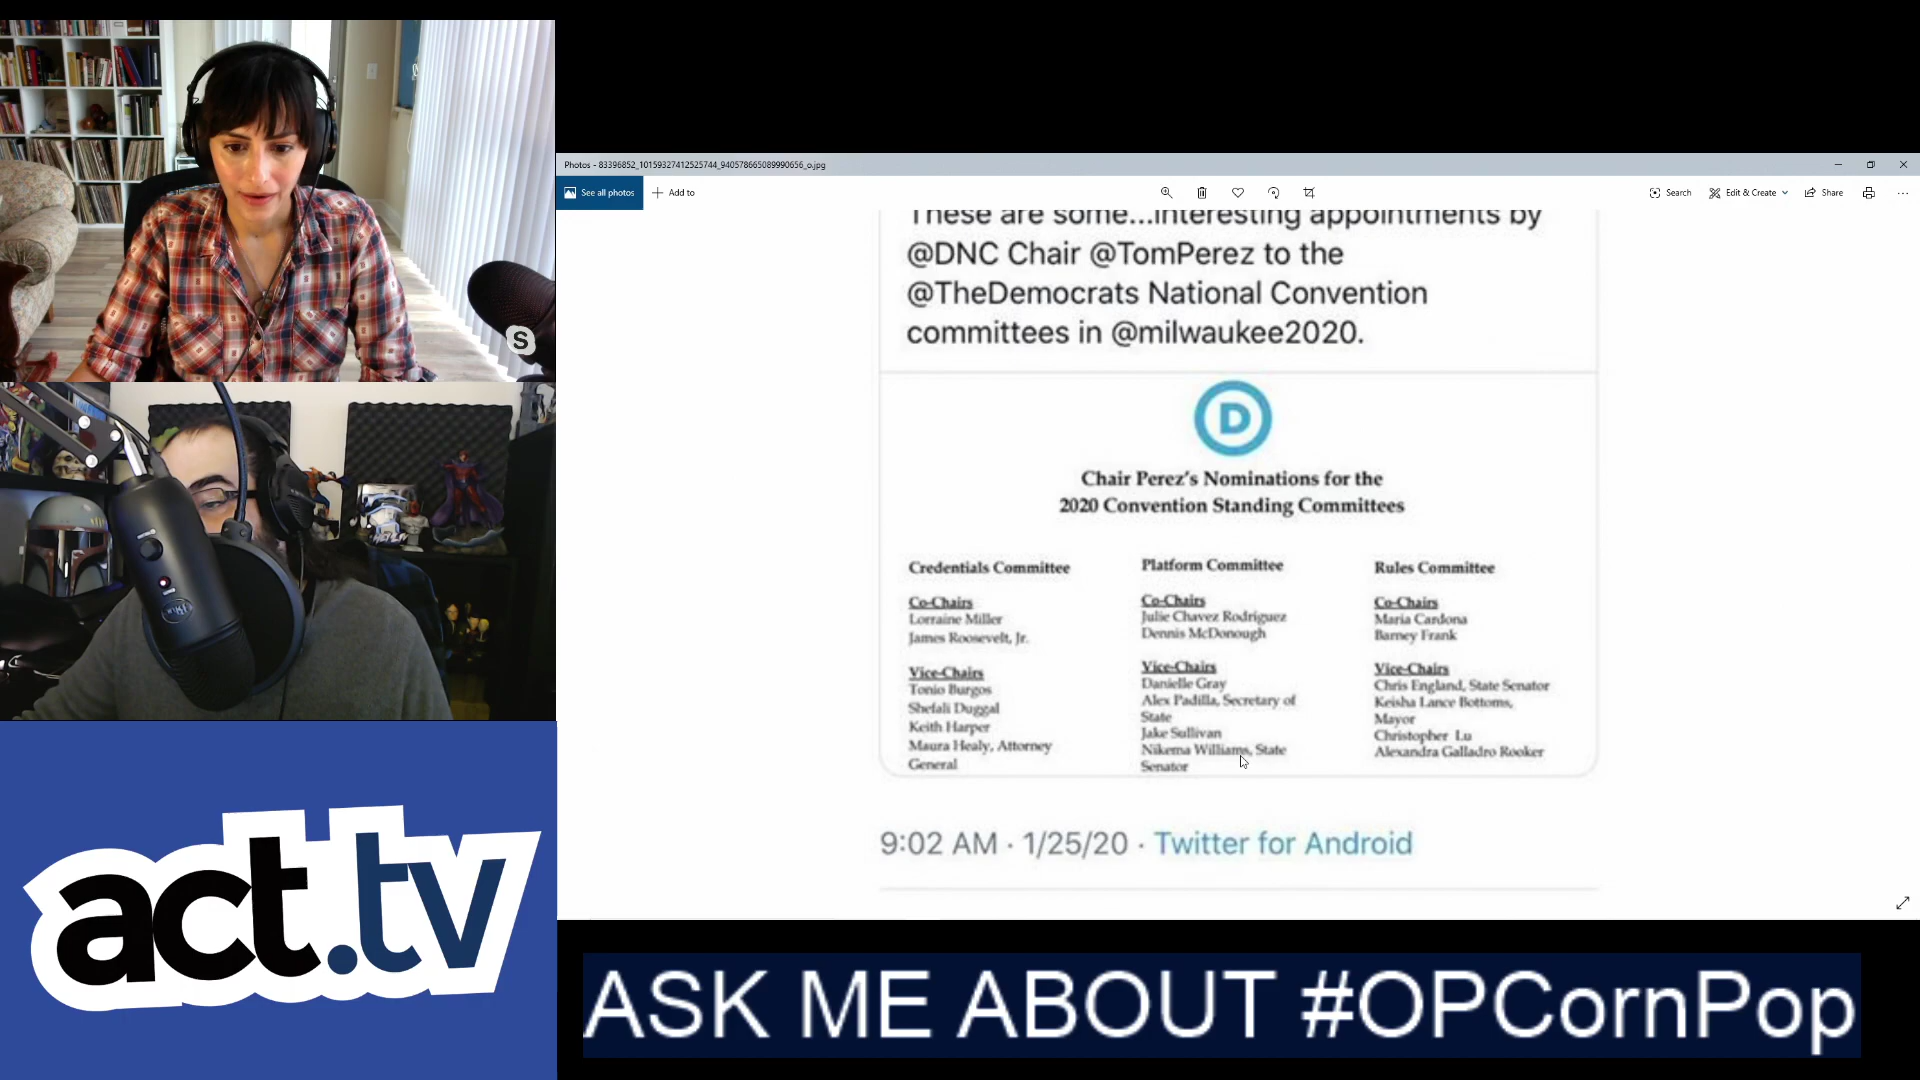 Photos - 83396852_10159327412525744_940578665089990656_o.jpg
See all photos
Add to
Search
Edit & Create
Share
These are some...interesting appointments by
@DNC Chair @TomPerez to the
@TheDemocrats National Convention
committees in @milwaukee2020.
D
Chair Perez's Nominations for the
2020 Convention Standing Committees
Credentials Committee
Co-Chairs
Lorraine Miller
James Roosevelt, Jr.
Vice-Chairs
Tonio Burgos
Shefali Duggal
Keith Harper
Maura Healy, Attorney
General
Platform Committee
Co-Chairs
Julie Chavez Rodriguez
Dennis McDonough
Vice-Chairs
Danielle Gray
Alex Padilla, Secretary of
State
Jake Sullivan
Nikema Williams, State
Senator
Rules Committee
Co-Chairs
Maria Cardona
Barney Frank
Vice-Chairs
Chris England, State Senator
Keisha Lance Bottoms,
Mayor
Christopher Lu
Alexandra Galladro Rooker
9:02 AM · 1/25/20 · Twitter for Android
S
act.tv
ASK ME ABOUT #OPCornPop